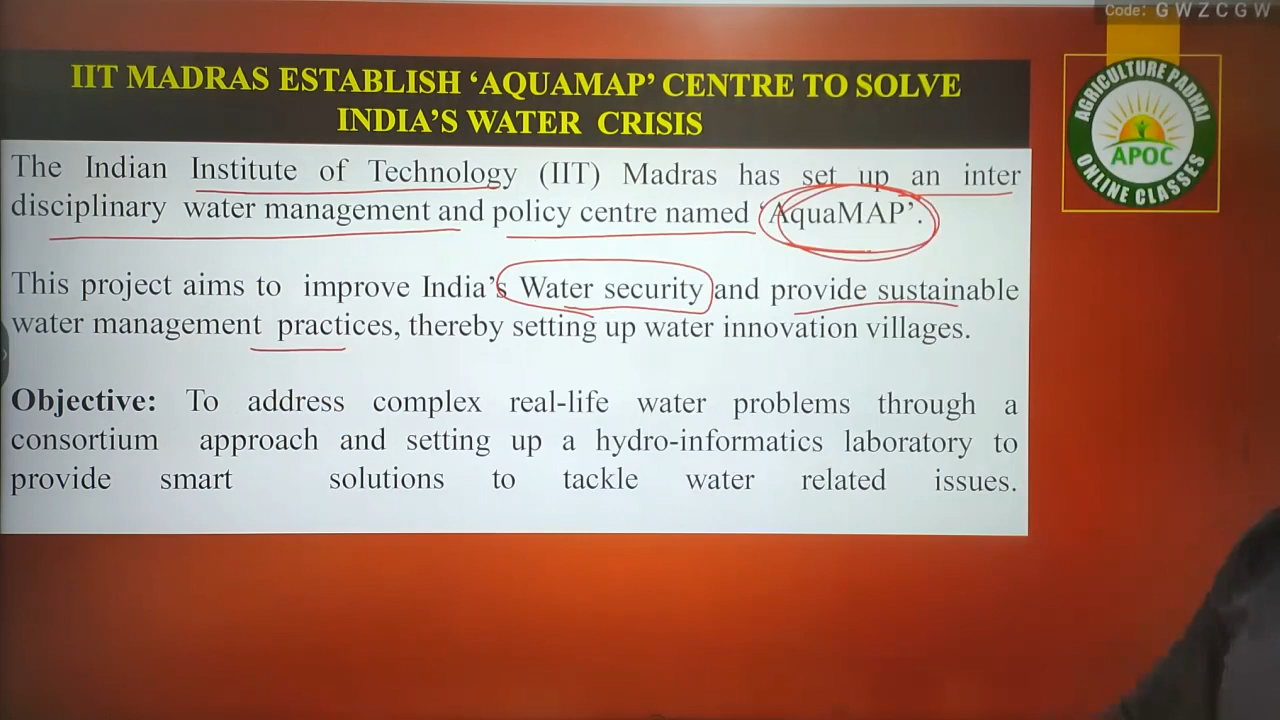 Code: G W Z C G W
IIT MADRAS ESTABLISH ‘AQUAMAP’ CENTRE TO SOLVE
INDIA’S WATER CRISIS
AGRICULTURE PADHAI
APOC
ONLINE CLASSES
The Indian Institute of Technology (IIT) Madras has set up an inter
disciplinary water management and policy centre named ‘AquaMAP’.
This project aims to improve India’s Water security and provide sustainable
water management practices, thereby setting up water innovation villages.
Objective: To address complex real-life water problems through a
consortium approach and setting up a hydro-informatics laboratory to
provide smart solutions to tackle water related issues.